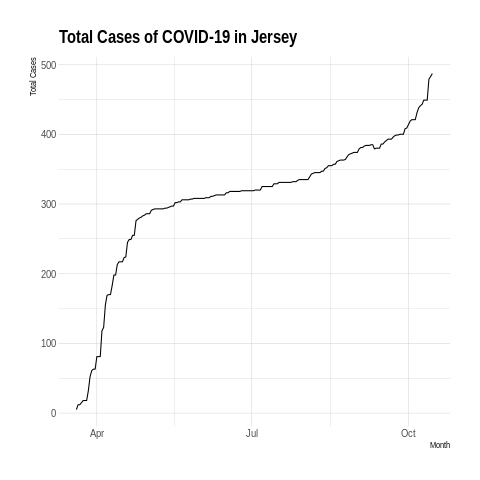 Total Cases of COVID-19 in Jersey
Total Cases
500
400
300
200
100
0
Apr
Jul
Oct
Month